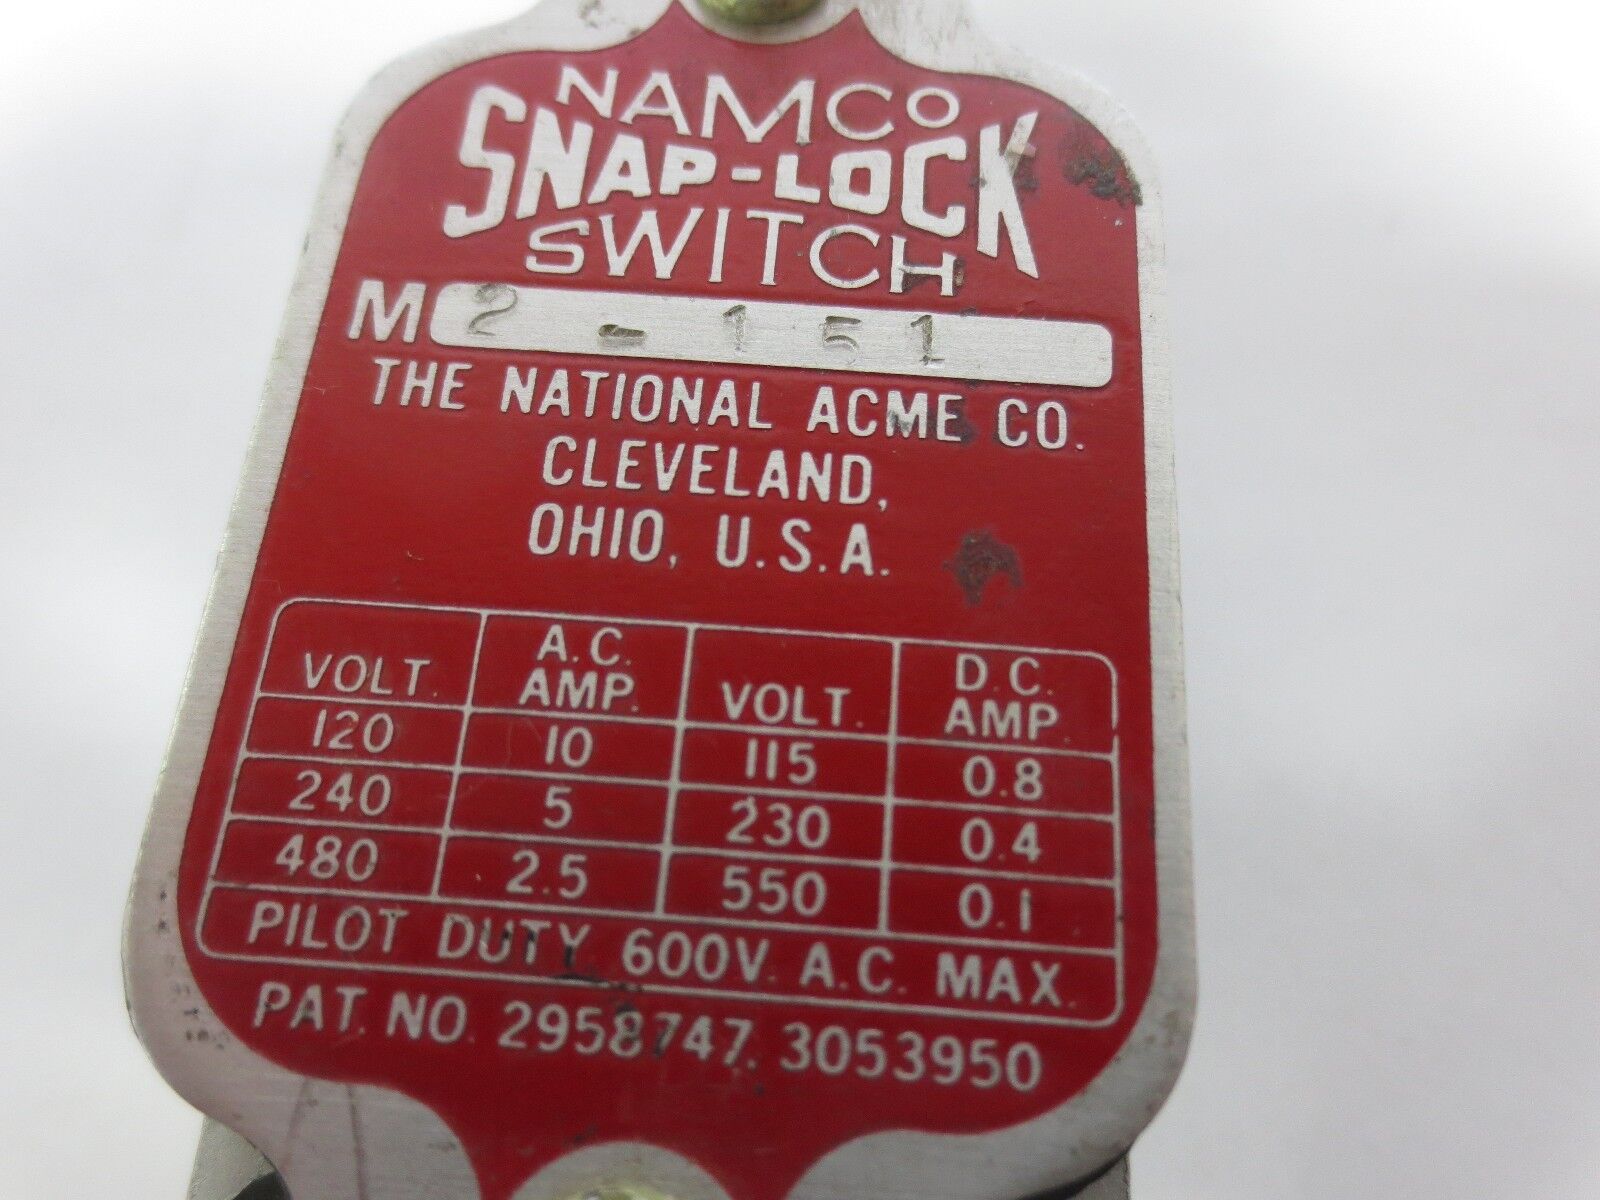 NAMCO
SNAP-LOCK
SWITCH
M 2-151
THE NATIONAL ACME CO.
CLEVELAND,
OHIO, U.S.A.
VOLT. A.C. AMP. VOLT. D.C. AMP.
120 10 115 0.8
240 5 230 0.4
480 2.5 550 0.1
PILOT DUTY 600V. A.C. MAX.
PAT. NO. 2958747. 3053950